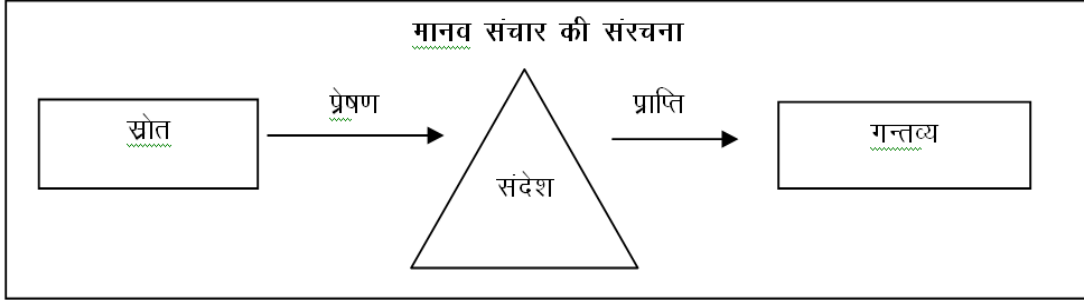 मानव संचार की संरचना
स्रोत
प्रेषण
संदेश
प्राप्ति
गन्तव्य